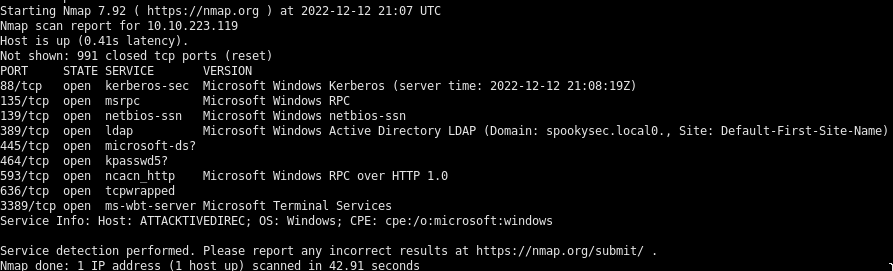 Starting Nmap 7.92 ( https://nmap.org ) at 2022-12-12 21:07 UTC
Nmap scan report for 10.10.223.119
Host is up (0.41s latency).
Not shown: 991 closed tcp ports (reset)
PORT     STATE SERVICE       VERSION
88/tcp   open  kerberos-sec  Microsoft Windows Kerberos (server time: 2022-12-12 21:08:19Z)
135/tcp  open  msrpc         Microsoft Windows RPC
139/tcp  open  netbios-ssn   Microsoft Windows netbios-ssn
389/tcp  open  ldap          Microsoft Windows Active Directory LDAP (Domain: spookysec.local0., Site: Default-First-Site-Name)
445/tcp  open  microsoft-ds?
464/tcp  open  kpasswd5?
593/tcp  open  ncacn_http    Microsoft Windows RPC over HTTP 1.0
636/tcp  open  tcpwrapped
3389/tcp open  ms-wbt-server Microsoft Terminal Services
Service Info: Host: ATTACKTIVEDIREC; OS: Windows; CPE: cpe:/o:microsoft:windows

Service detection performed. Please report any incorrect results at https://nmap.org/submit/ .
Nmap done: 1 IP address (1 host up) scanned in 42.91 seconds